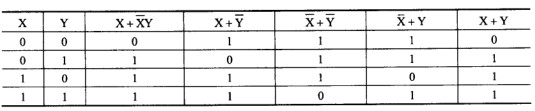 X Y X + X̅Y X + Y̅ X̅ + Y̅ X̅ + Y X + Y
0 0 0 1 1 1 0
0 1 1 0 1 1 1
1 0 1 1 1 0 1
1 1 1 1 0 1 1